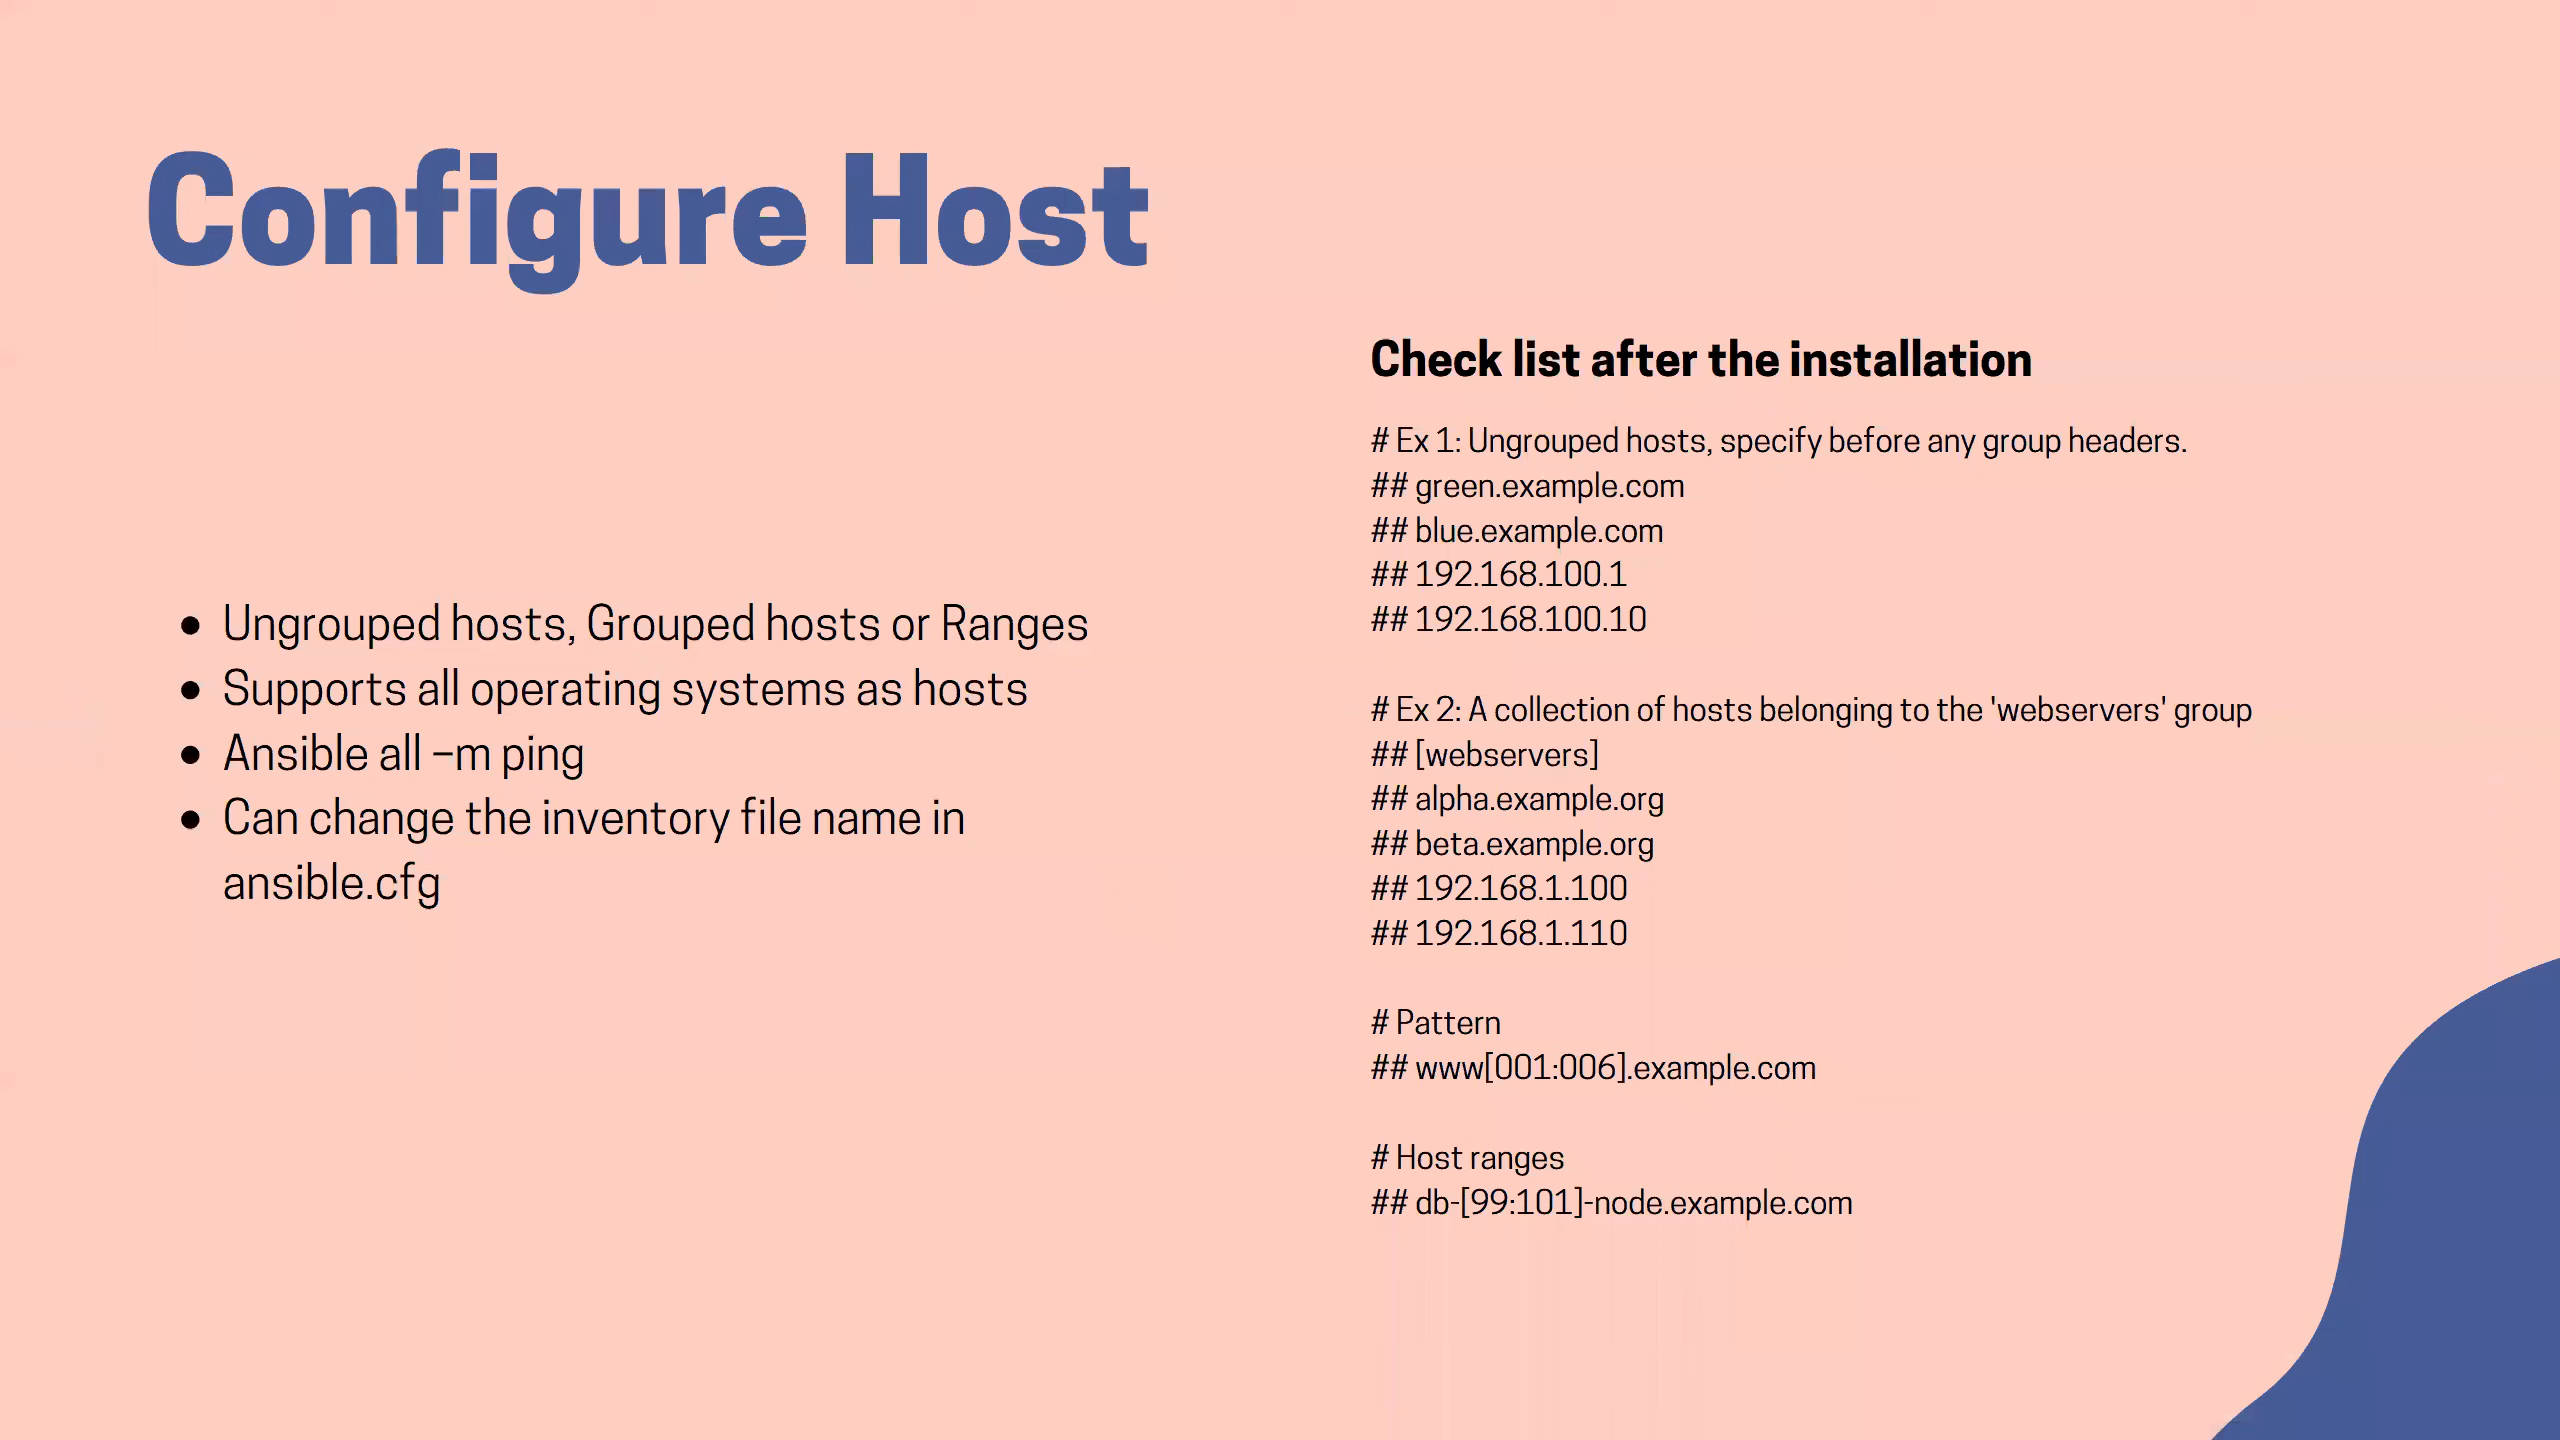 Configure Host
• Ungrouped hosts, Grouped hosts or Ranges
• Supports all operating systems as hosts
• Ansible all –m ping
• Can change the inventory file name in
ansible.cfg
Check list after the installation
# Ex 1: Ungrouped hosts, specify before any group headers.
## green.example.com
## blue.example.com
## 192.168.100.1
## 192.168.100.10
# Ex 2: A collection of hosts belonging to the 'webservers' group
## [webservers]
## alpha.example.org
## beta.example.org
## 192.168.1.100
## 192.168.1.110
# Pattern
## www[001:006].example.com
# Host ranges
## db-[99:101]-node.example.com